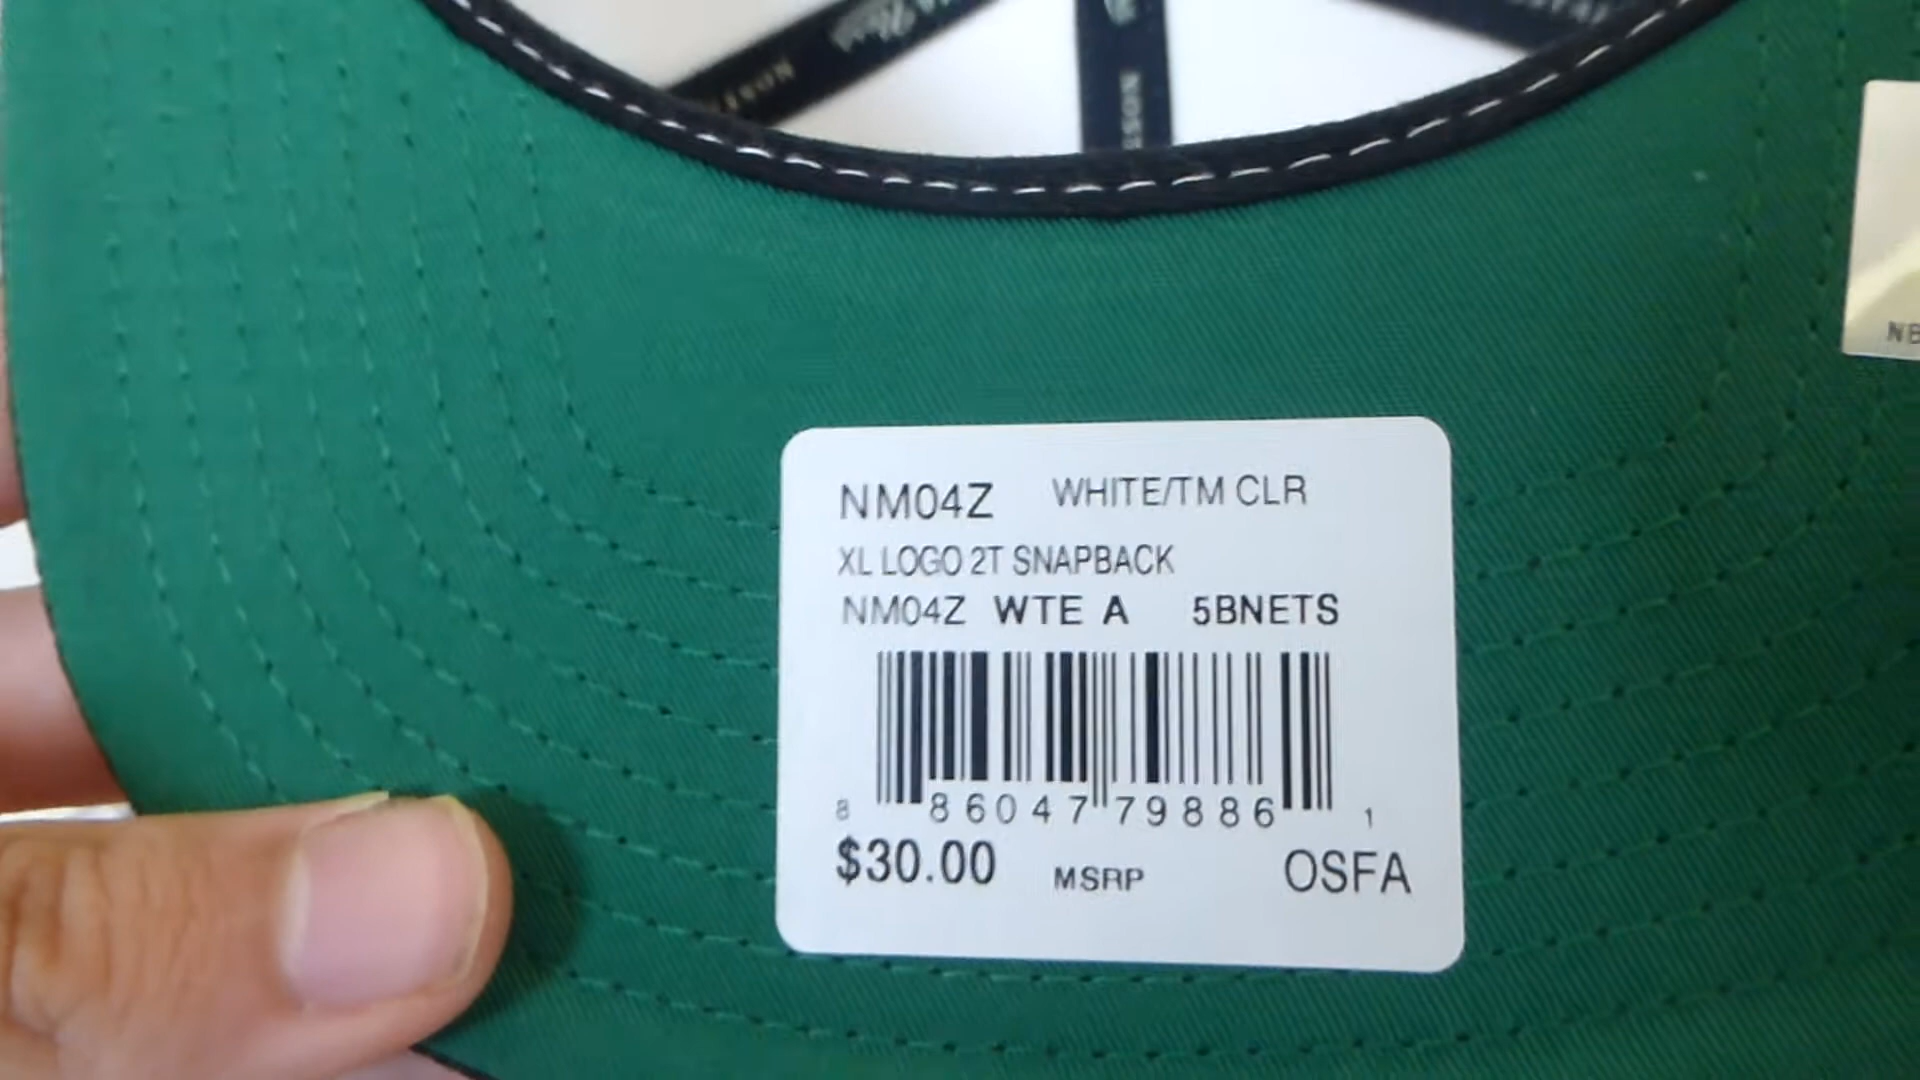 NM04Z WHITE/TM CLR
XL LOGO 2T SNAPBACK
NM04Z WTE A 5BNETS
8 86047 79886 1
$30.00 MSRP OSFA